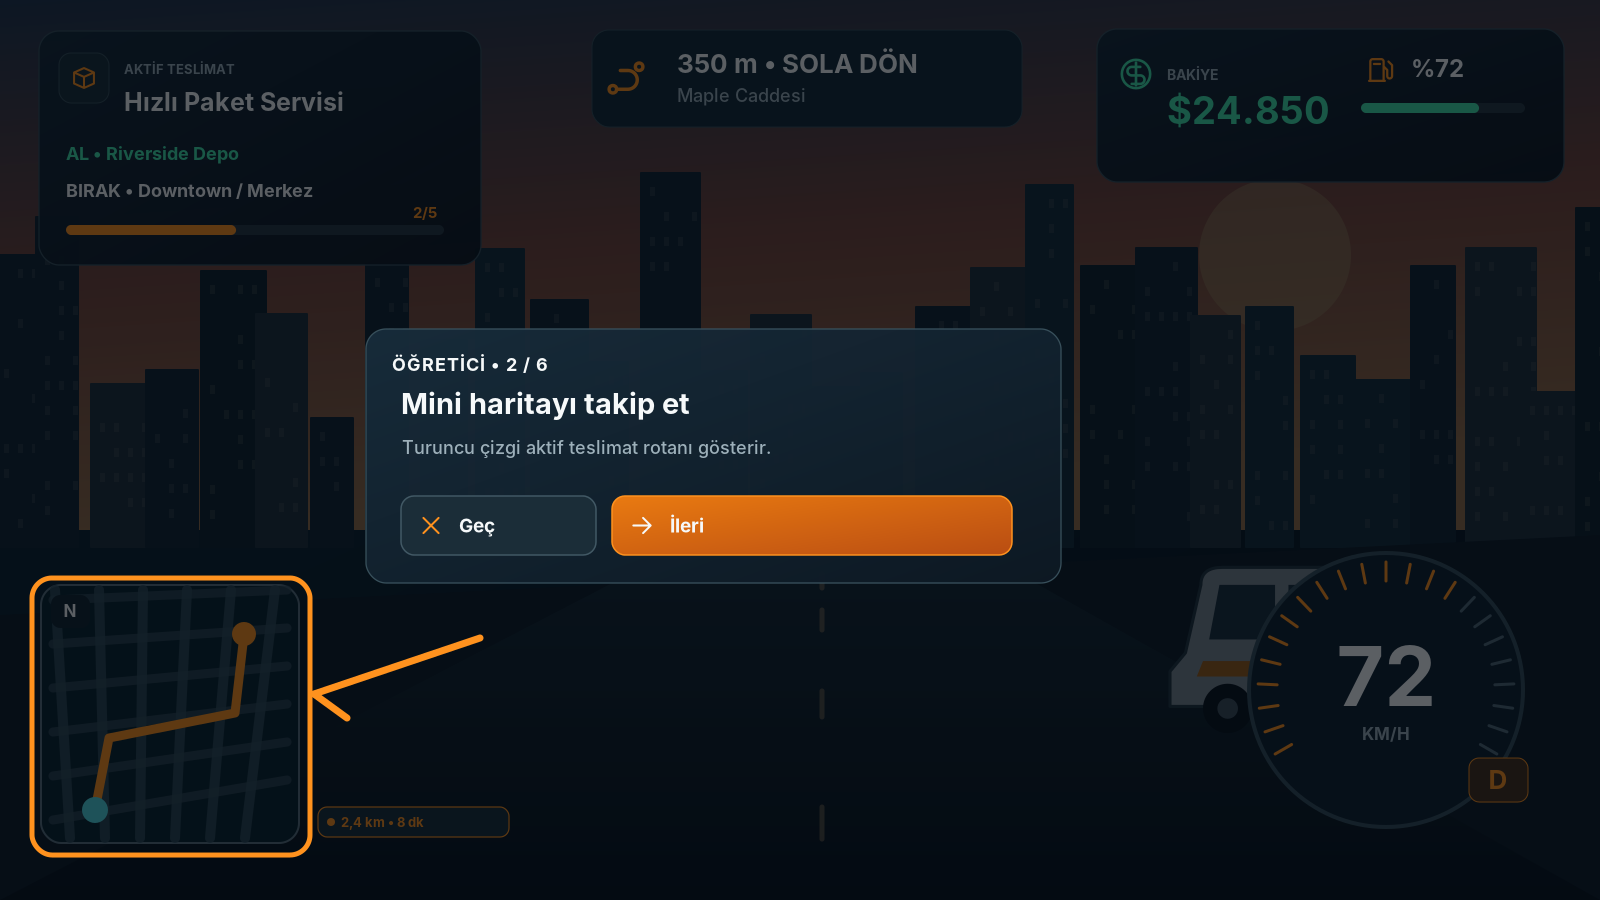 AKTİF TESLİMAT
Hızlı Paket Servisi
AL • Riverside Depo
BIRAK • Downtown / Merkez
2/5
350 m • SOLA DÖN
Maple Caddesi
BAKİYE
$24.850
%72
ÖĞRETİCİ • 2 / 6
Mini haritayı takip et
Turuncu çizgi aktif teslimat rotanı gösterir.
Geç
İleri
N
2,4 km • 8 dk
72
KM/H
D